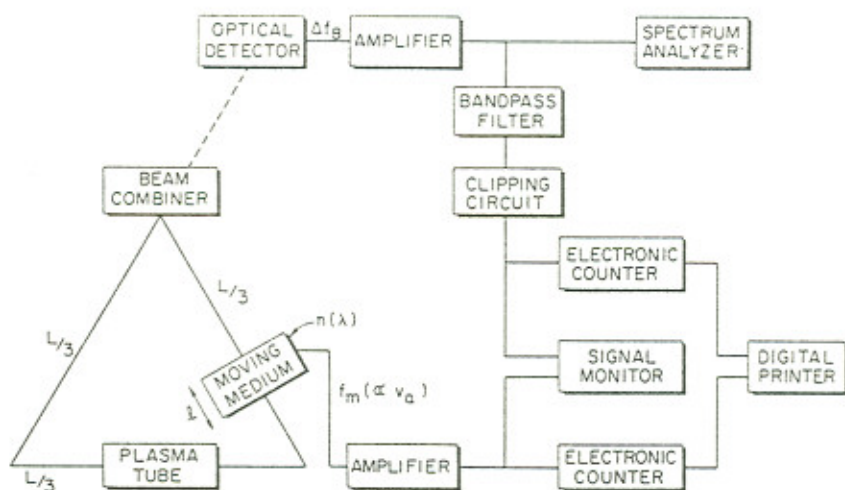 OPTICAL
DETECTOR
Δf_B
AMPLIFIER
SPECTRUM
ANALYZER
BANDPASS
FILTER
BEAM
COMBINER
CLIPPING
CIRCUIT
ELECTRONIC
COUNTER
L/3
L/3
n(λ)
MOVING
MEDIUM
ℓ
SIGNAL
MONITOR
DIGITAL
PRINTER
f_m(∝ v_a)
PLASMA
TUBE
L/3
AMPLIFIER
ELECTRONIC
COUNTER